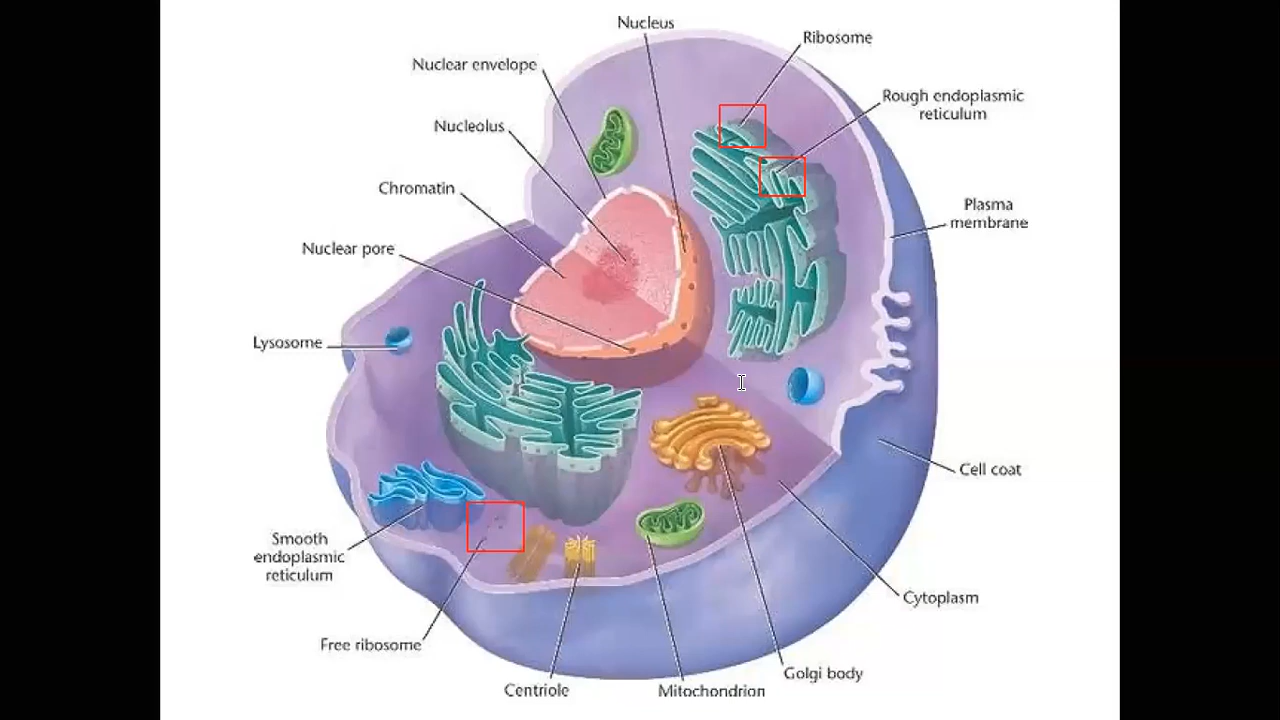 Nucleus
Ribosome
Nuclear envelope
Rough endoplasmic
reticulum
Nucleolus
Chromatin
Plasma
membrane
Nuclear pore
Lysosome
Cell coat
Smooth
endoplasmic
reticulum
Cytoplasm
Free ribosome
Golgi body
Centriole
Mitochondrion